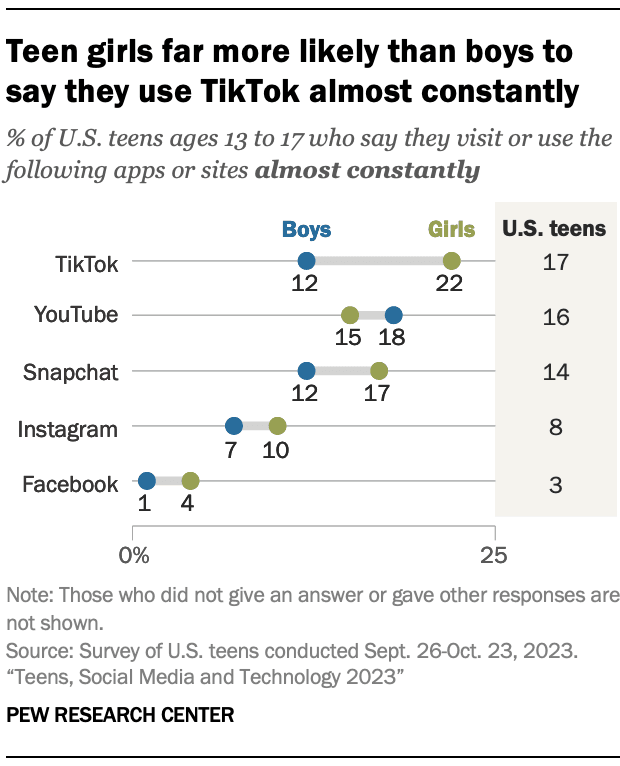 Teen girls far more likely than boys to
say they use TikTok almost constantly
% of U.S. teens ages 13 to 17 who say they visit or use the
following apps or sites almost constantly
Boys Girls U.S. teens
TikTok 12 22 17
YouTube 15 18 16
Snapchat 12 17 14
Instagram 7 10 8
Facebook 1 4 3
0% 25
Note: Those who did not give an answer or gave other responses are
not shown.
Source: Survey of U.S. teens conducted Sept. 26-Oct. 23, 2023.
“Teens, Social Media and Technology 2023”
PEW RESEARCH CENTER